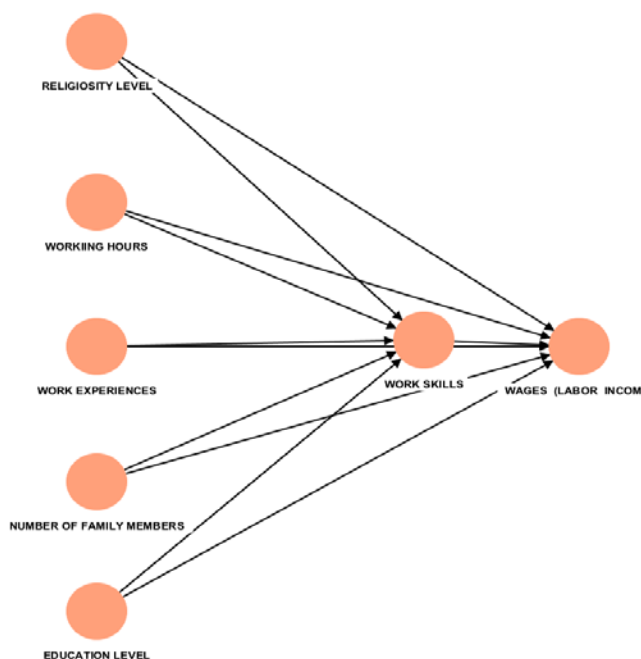 RELIGIOSITY LEVEL
WORKIING HOURS
WORK EXPERIENCES
WORK SKILLS
WAGES (LABOR INCOM
NUMBER OF FAMILY MEMBERS
EDUCATION LEVEL